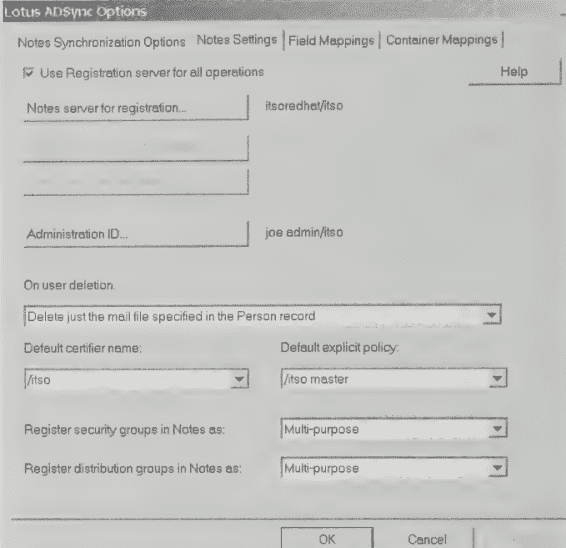 Lotus ADSync Options
Notes Synchronization Options Notes Settings Field Mappings Container Mappings
Use Registration server for all operations
Help
Notes server for registration... itsoredhat/itso
Administration ID... joe admin/itso
On user deletion.
Delete just the mail file specified in the Person record
Default certifier name: Default explicit policy:
/itso /itso master
Register security groups in Notes as: Multi-purpose
Register distribution groups in Notes as: Multi-purpose
OK Cancel